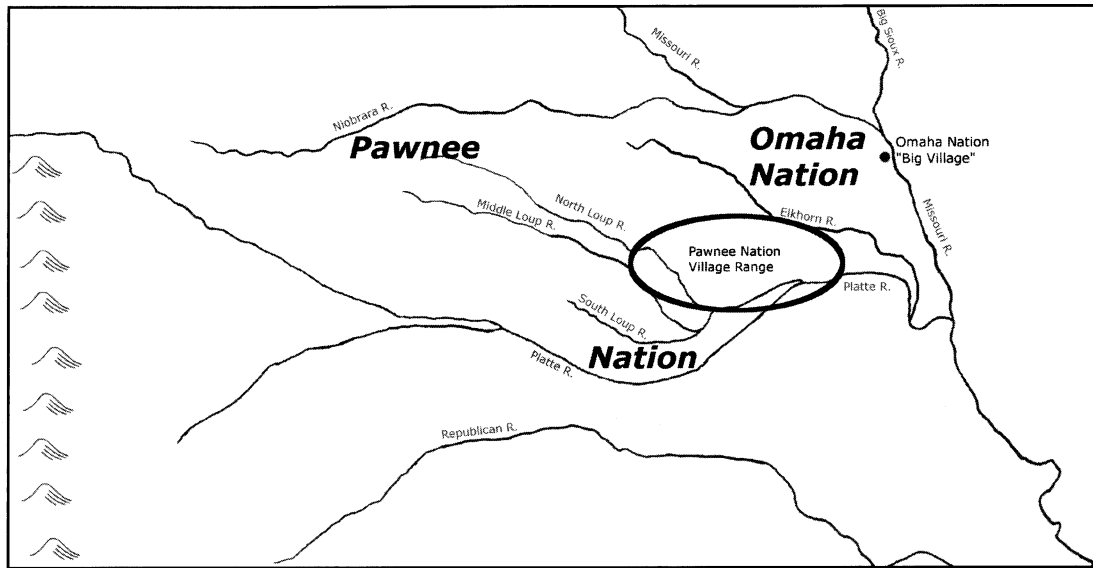 Big Sioux R.
Missouri R.
Niobrara R.
Pawnee
Omaha
Nation
Omaha Nation
"Big Village"
North Loup R.
Middle Loup R.
Elkhorn R.
Missouri R.
Pawnee Nation
Village Range
Platte R.
South Loup R.
Nation
Platte R.
Republican R.